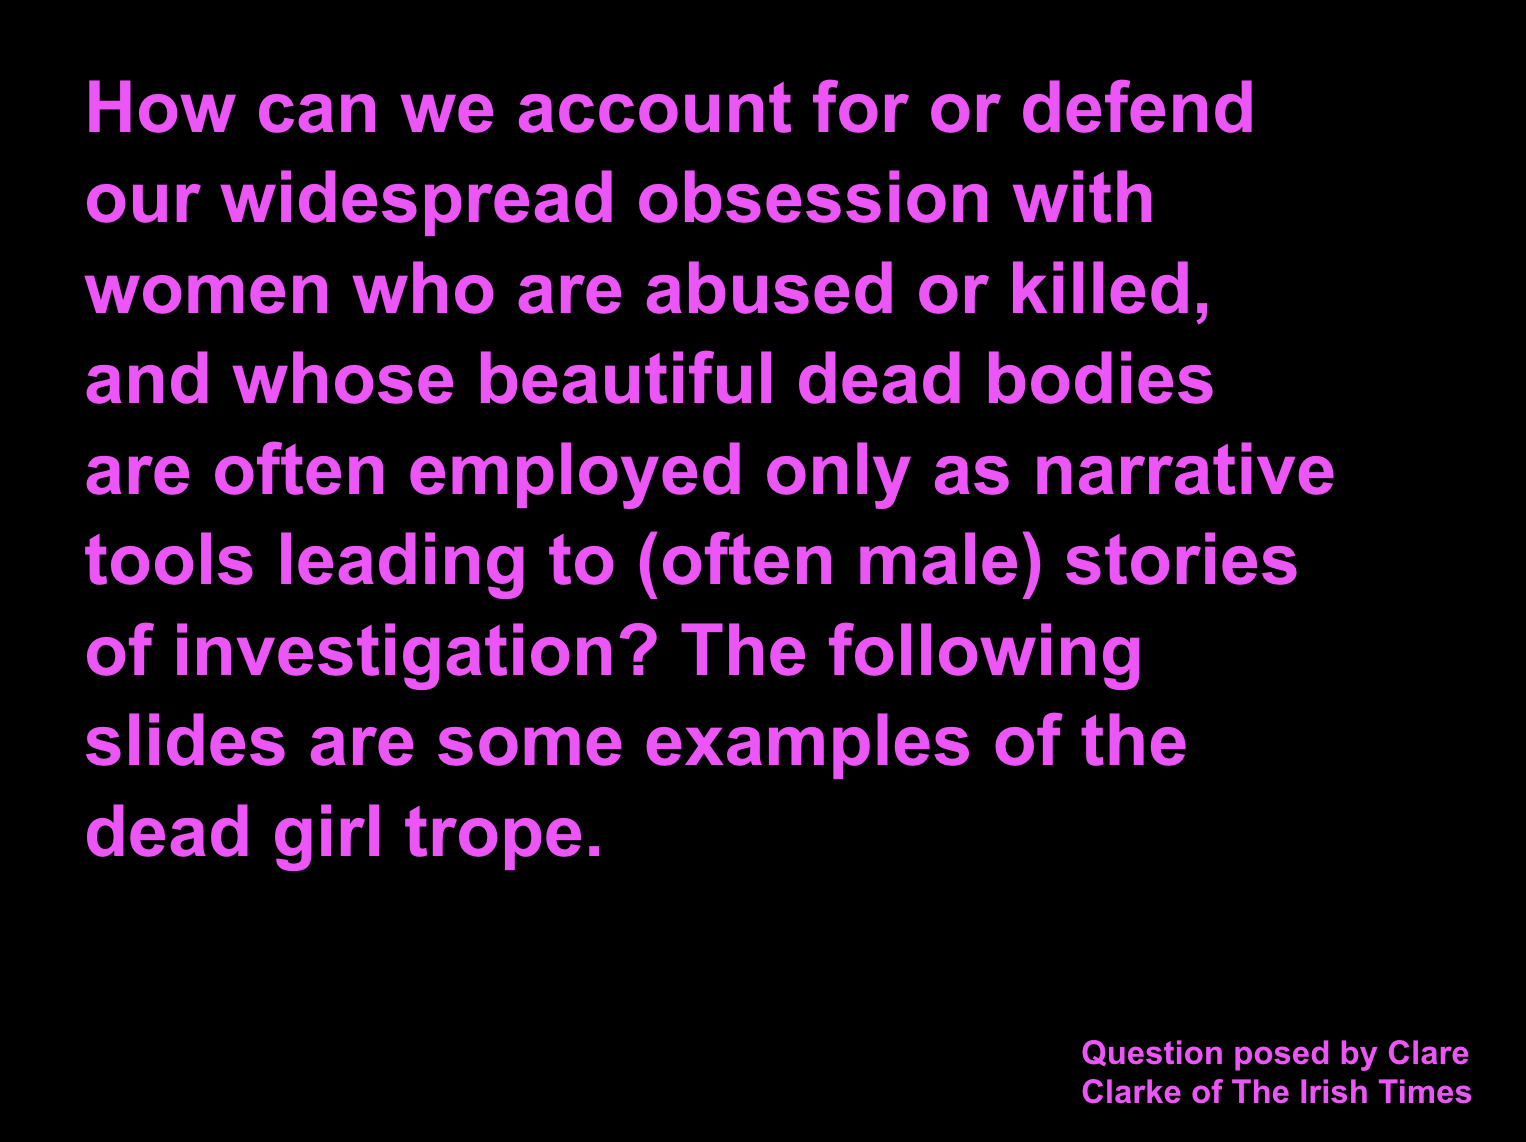 How can we account for or defend
our widespread obsession with
women who are abused or killed,
and whose beautiful dead bodies
are often employed only as narrative
tools leading to (often male) stories
of investigation? The following
slides are some examples of the
dead girl trope.
Question posed by Clare
Clarke of The Irish Times